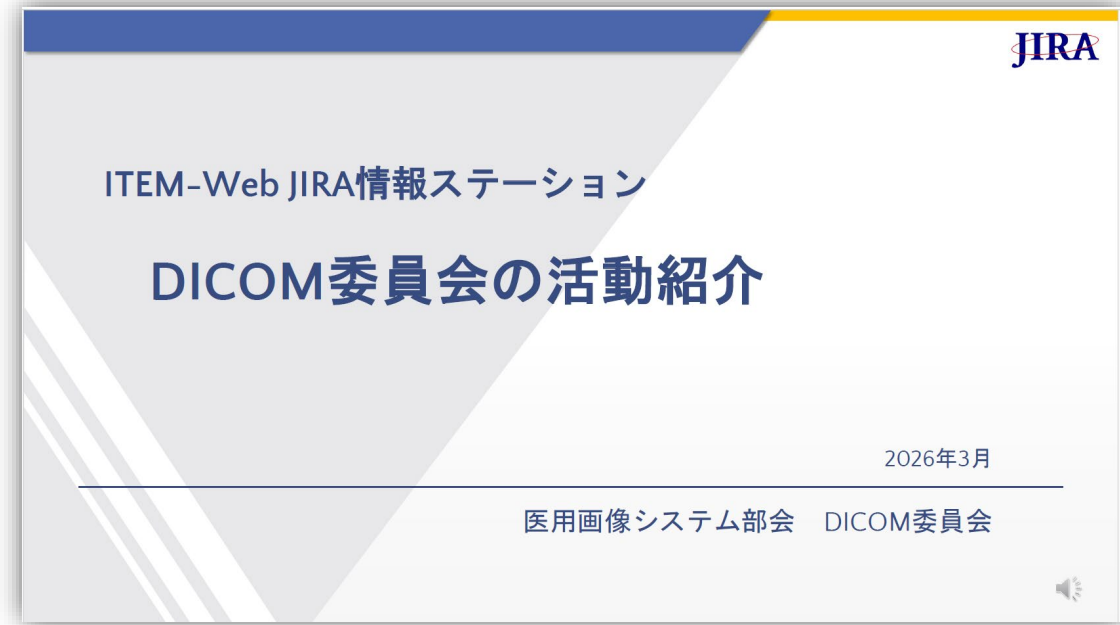 JIRA
ITEM-Web JIRA情報ステーション
DICOM委員会の活動紹介
2026年3月
医用画像システム部会　DICOM委員会